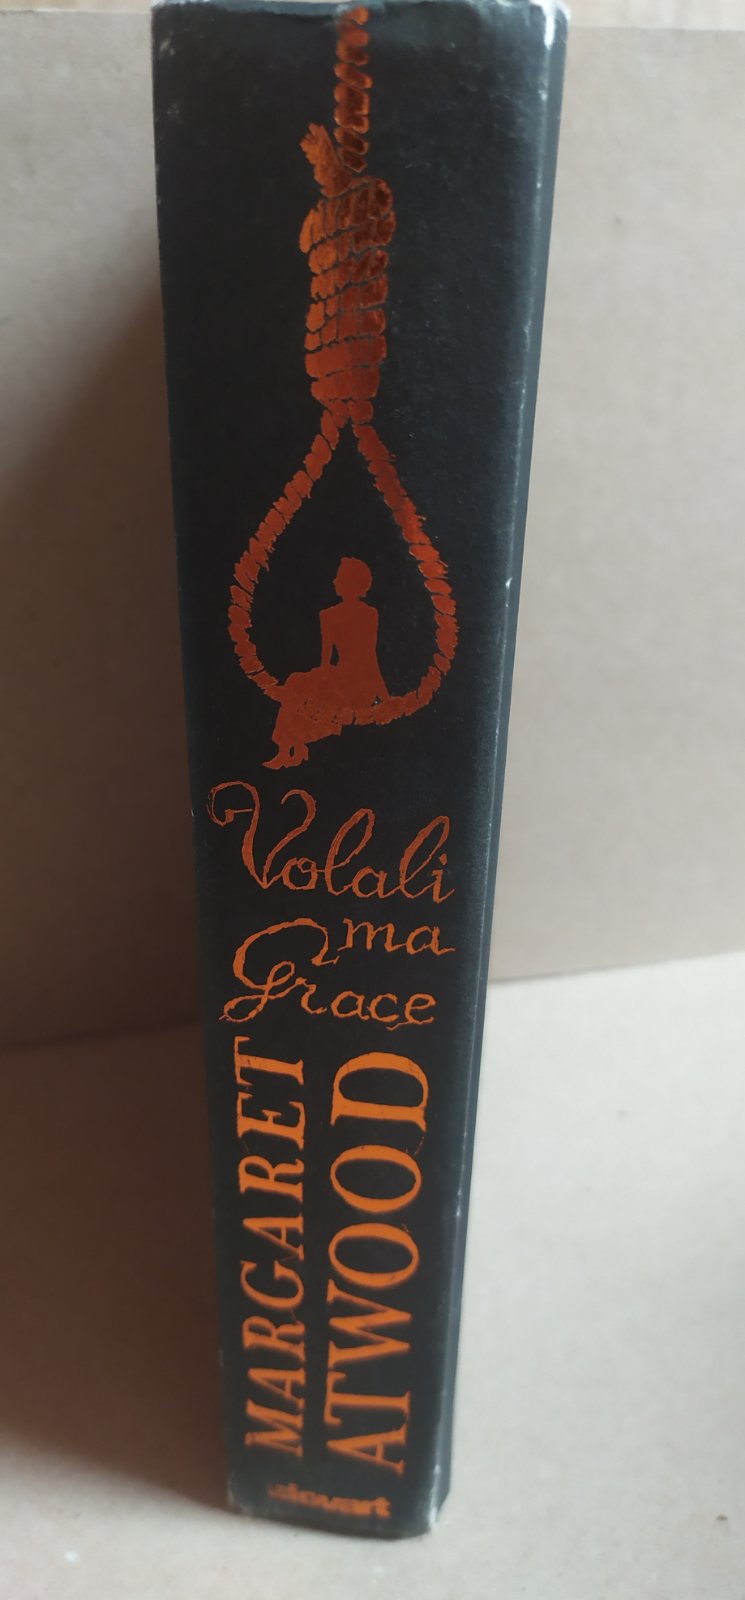 Volali
ma
Grace
MARGARET
ATWOOD
slovart